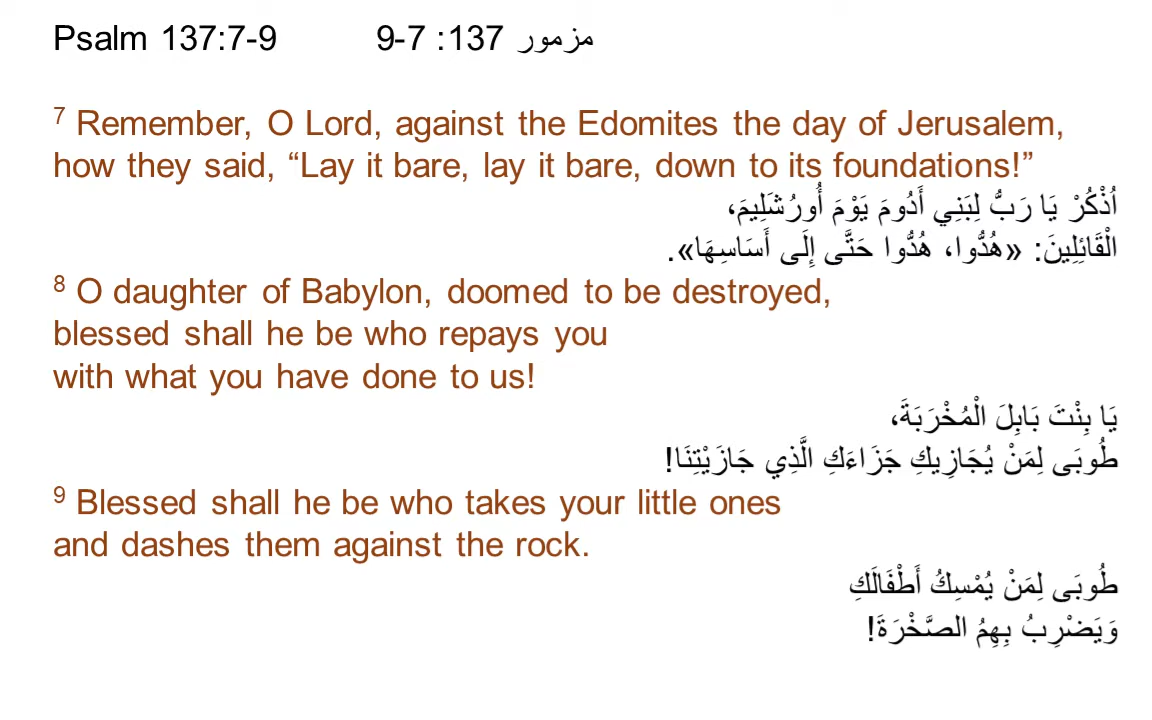 Psalm 137:7-9 مزمور 137: 7-9
7 Remember, O Lord, against the Edomites the day of Jerusalem,
how they said, “Lay it bare, lay it bare, down to its foundations!”
اُذْكُرْ يَا رَبُّ لِبَنِي أَدُومَ يَوْمَ أُورُشَلِيمَ،
الْقَائِلِينَ: «هُدُّوا، هُدُّوا حَتَّى إِلَى أَسَاسِهَا».
8 O daughter of Babylon, doomed to be destroyed,
blessed shall he be who repays you
with what you have done to us!
يَا بِنْتَ بَابِلَ الْمُخْرَبَةَ،
طُوبَى لِمَنْ يُجَازِيكِ جَزَاءَكِ الَّذِي جَازَيْتِنَا!
9 Blessed shall he be who takes your little ones
and dashes them against the rock.
طُوبَى لِمَنْ يُمْسِكُ أَطْفَالَكِ
وَيَضْرِبُ بِهِمُ الصَّخْرَةَ!